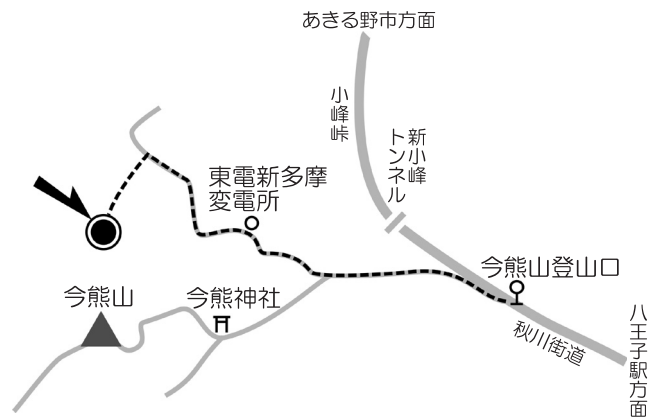 あきる野市方面
小峰峠
新小峰
トンネル
東電新多摩
変電所
今熊山登山口
今熊山
今熊神社
秋川街道
八王子駅方面